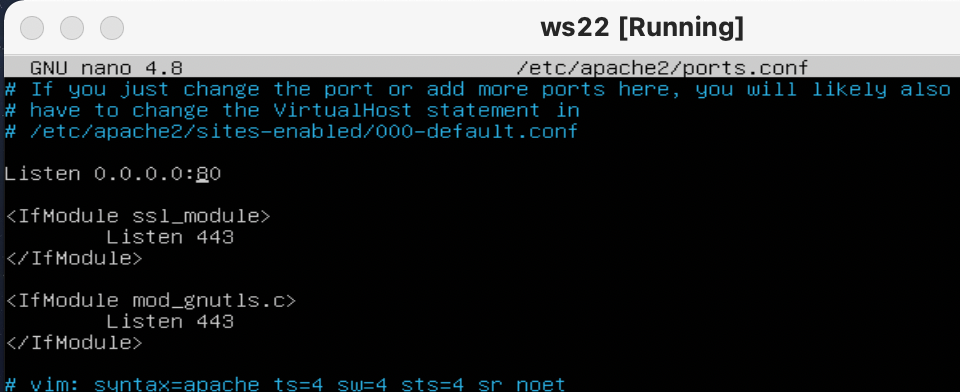 ws22 [Running]
GNU nano 4.8 /etc/apache2/ports.conf
# If you just change the port or add more ports here, you will likely also
# have to change the VirtualHost statement in
# /etc/apache2/sites-enabled/000-default.conf
Listen 0.0.0.0:80
<IfModule ssl_module>
Listen 443
</IfModule>
<IfModule mod_gnutls.c>
Listen 443
</IfModule>
# vim: syntax=apache ts=4 sw=4 sts=4 sr noet